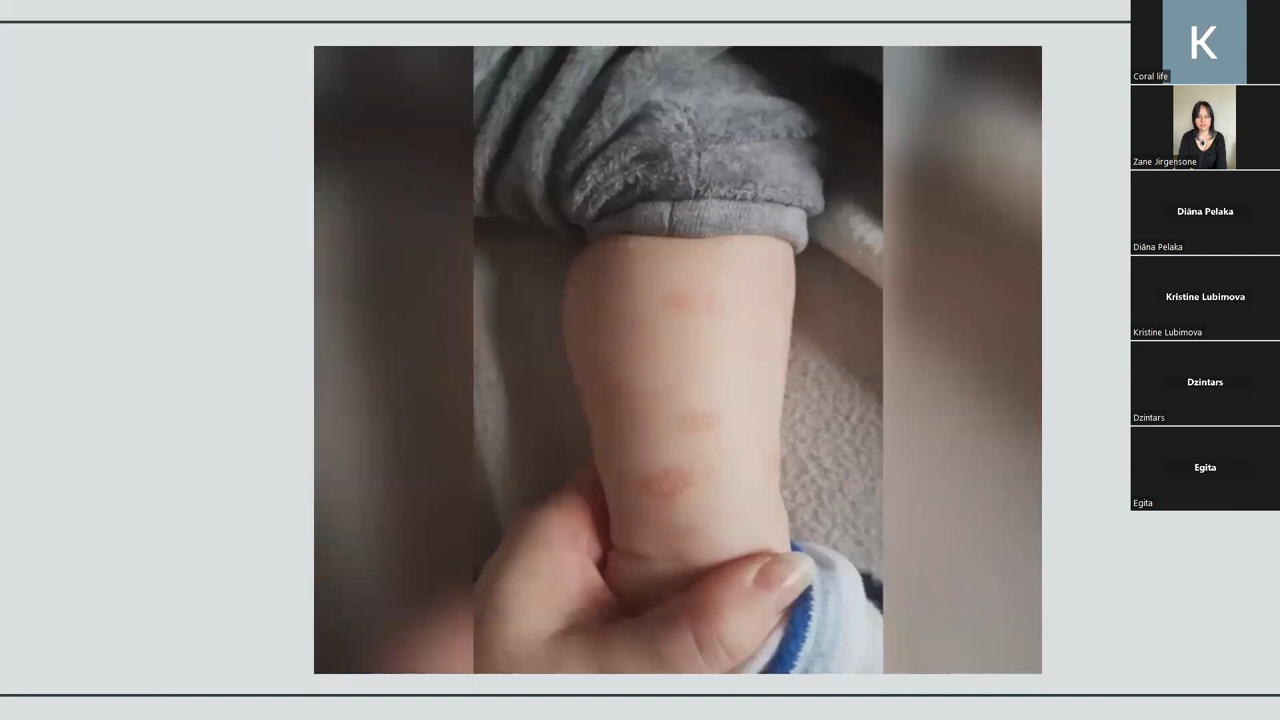 K
Coral life
Zane Jirgensone
Diāna Pelaka
Diāna Pelaka
Kristine Lubimova
Kristine Lubimova
Dzintars
Dzintars
Egita
Egita